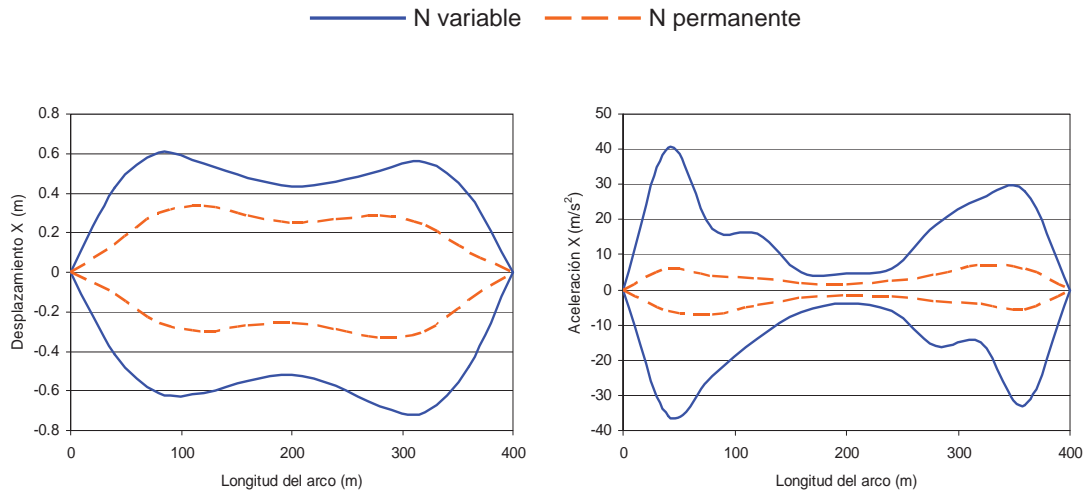 N variable N permanente
0.8
0.6
0.4
0.2
0
-0.2
-0.4
-0.6
-0.8
0 100 200 300 400
Longitud del arco (m)
Desplazamiento X (m)
50
40
30
20
10
0
-10
-20
-30
-40
0 100 200 300 400
Longitud del arco (m)
Aceleración X (m/s²)